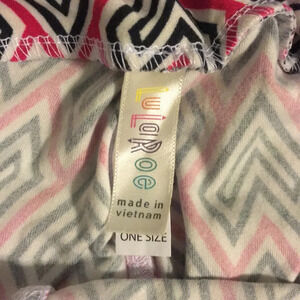 LuLaRoe
made in
vietnam
ONE SIZE